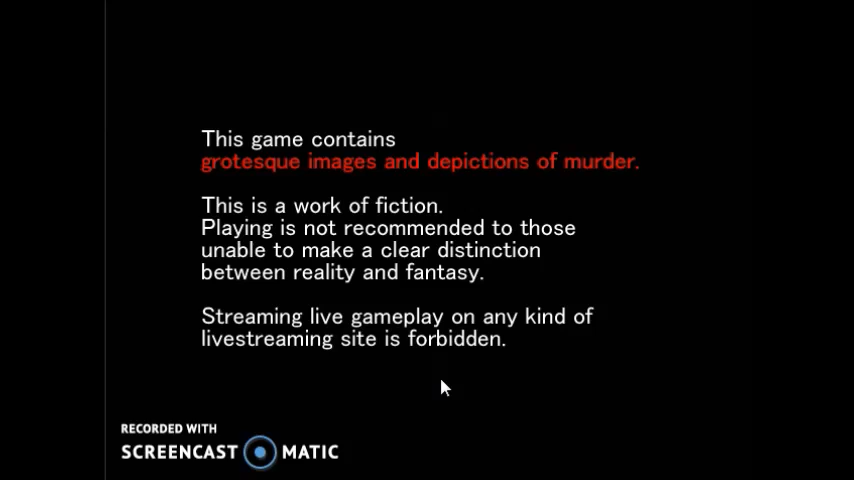 This game contains
grotesque images and depictions of murder.
This is a work of fiction.
Playing is not recommended to those
unable to make a clear distinction
between reality and fantasy.
Streaming live gameplay on any kind of
livestreaming site is forbidden.
RECORDED WITH
SCREENCAST MATIC